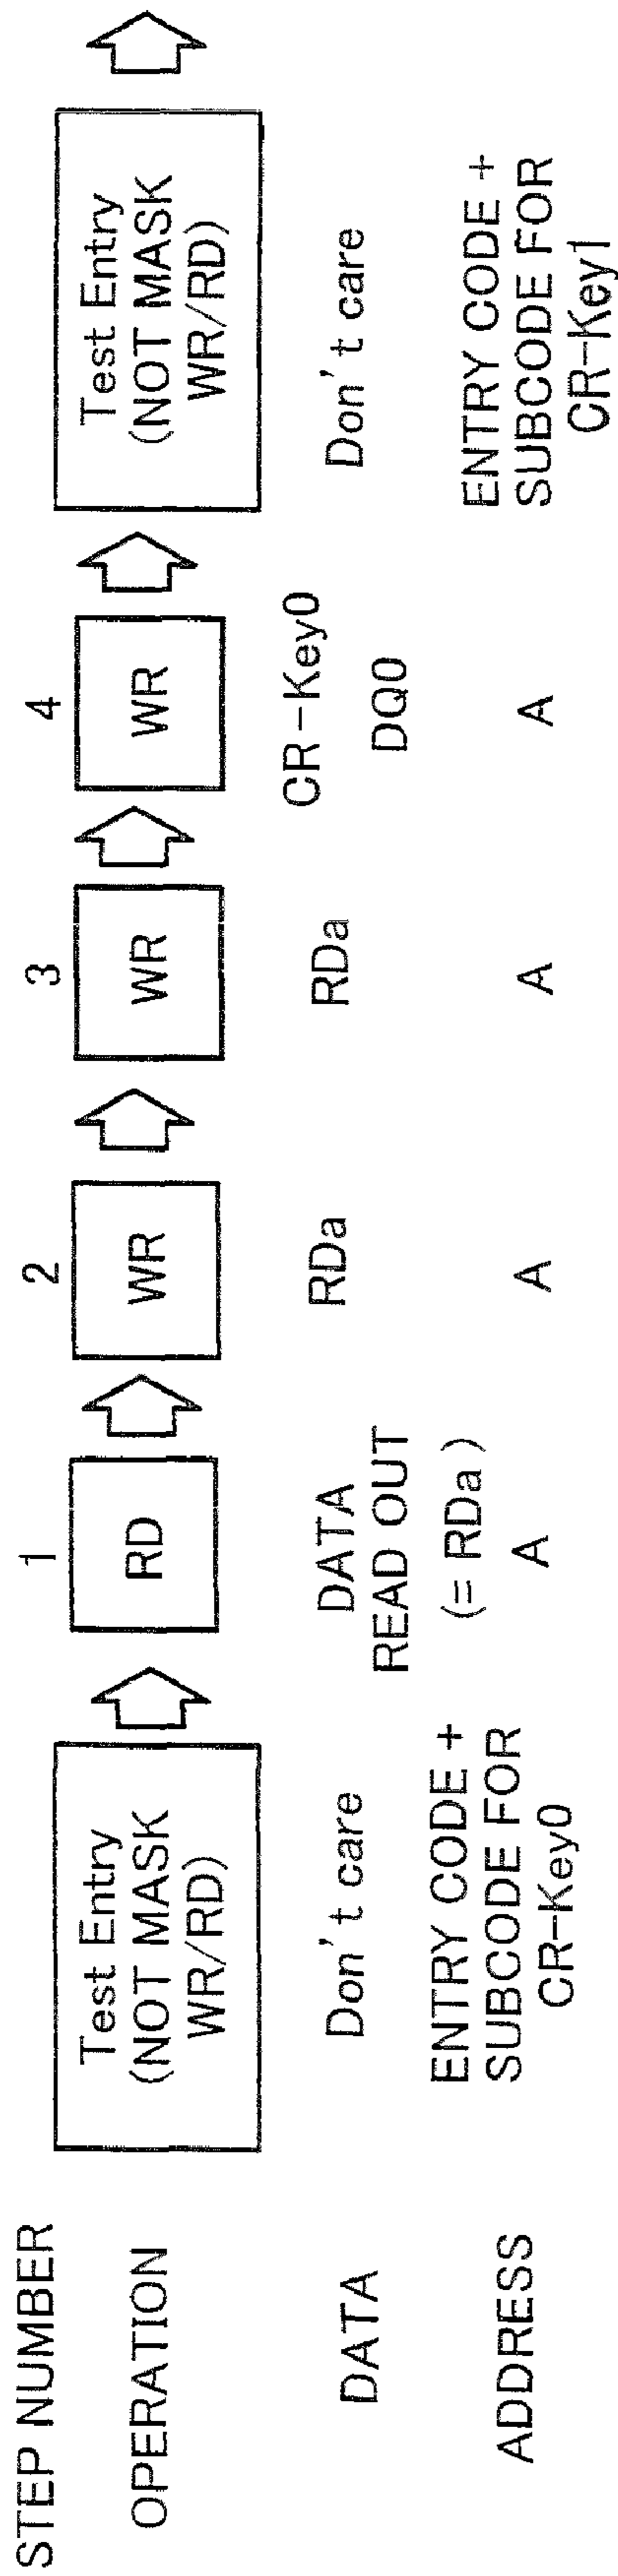 STEP NUMBER
1
2
3
4
OPERATION
Test Entry
(NOT MASK
WR/RD)
RD
WR
WR
WR
Test Entry
(NOT MASK
WR/RD)
DATA
Don't care
DATA
READ OUT
(= RDa)
RDa
RDa
CR-Key0
DQ0
Don't care
ADDRESS
ENTRY CODE +
SUBCODE FOR
CR-Key0
A
A
A
A
ENTRY CODE +
SUBCODE FOR
CR-Key1